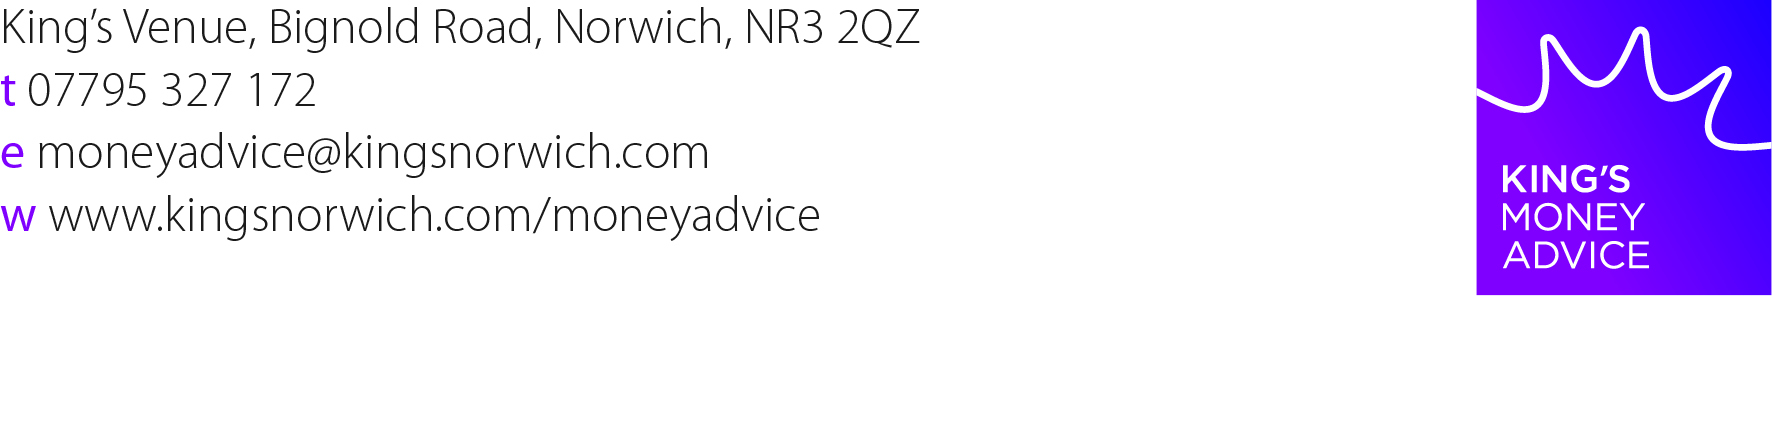 King’s Venue, Bignold Road, Norwich, NR3 2QZ
t 07795 327 172
e moneyadvice@kingsnorwich.com
w www.kingsnorwich.com/moneyadvice
KING’S
MONEY
ADVICE